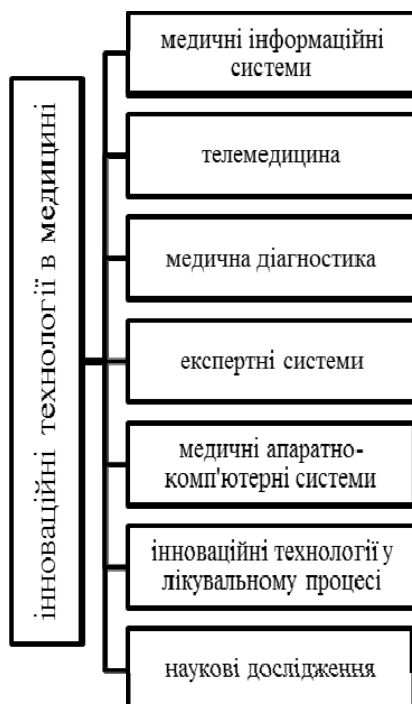 інноваційні технології в медицині
медичні інформаційні
системи
телемедицина
медична діагностика
експертні системи
медичні апаратно-
комп'ютерні системи
інноваційні технології у
лікувальному процесі
наукові дослідження